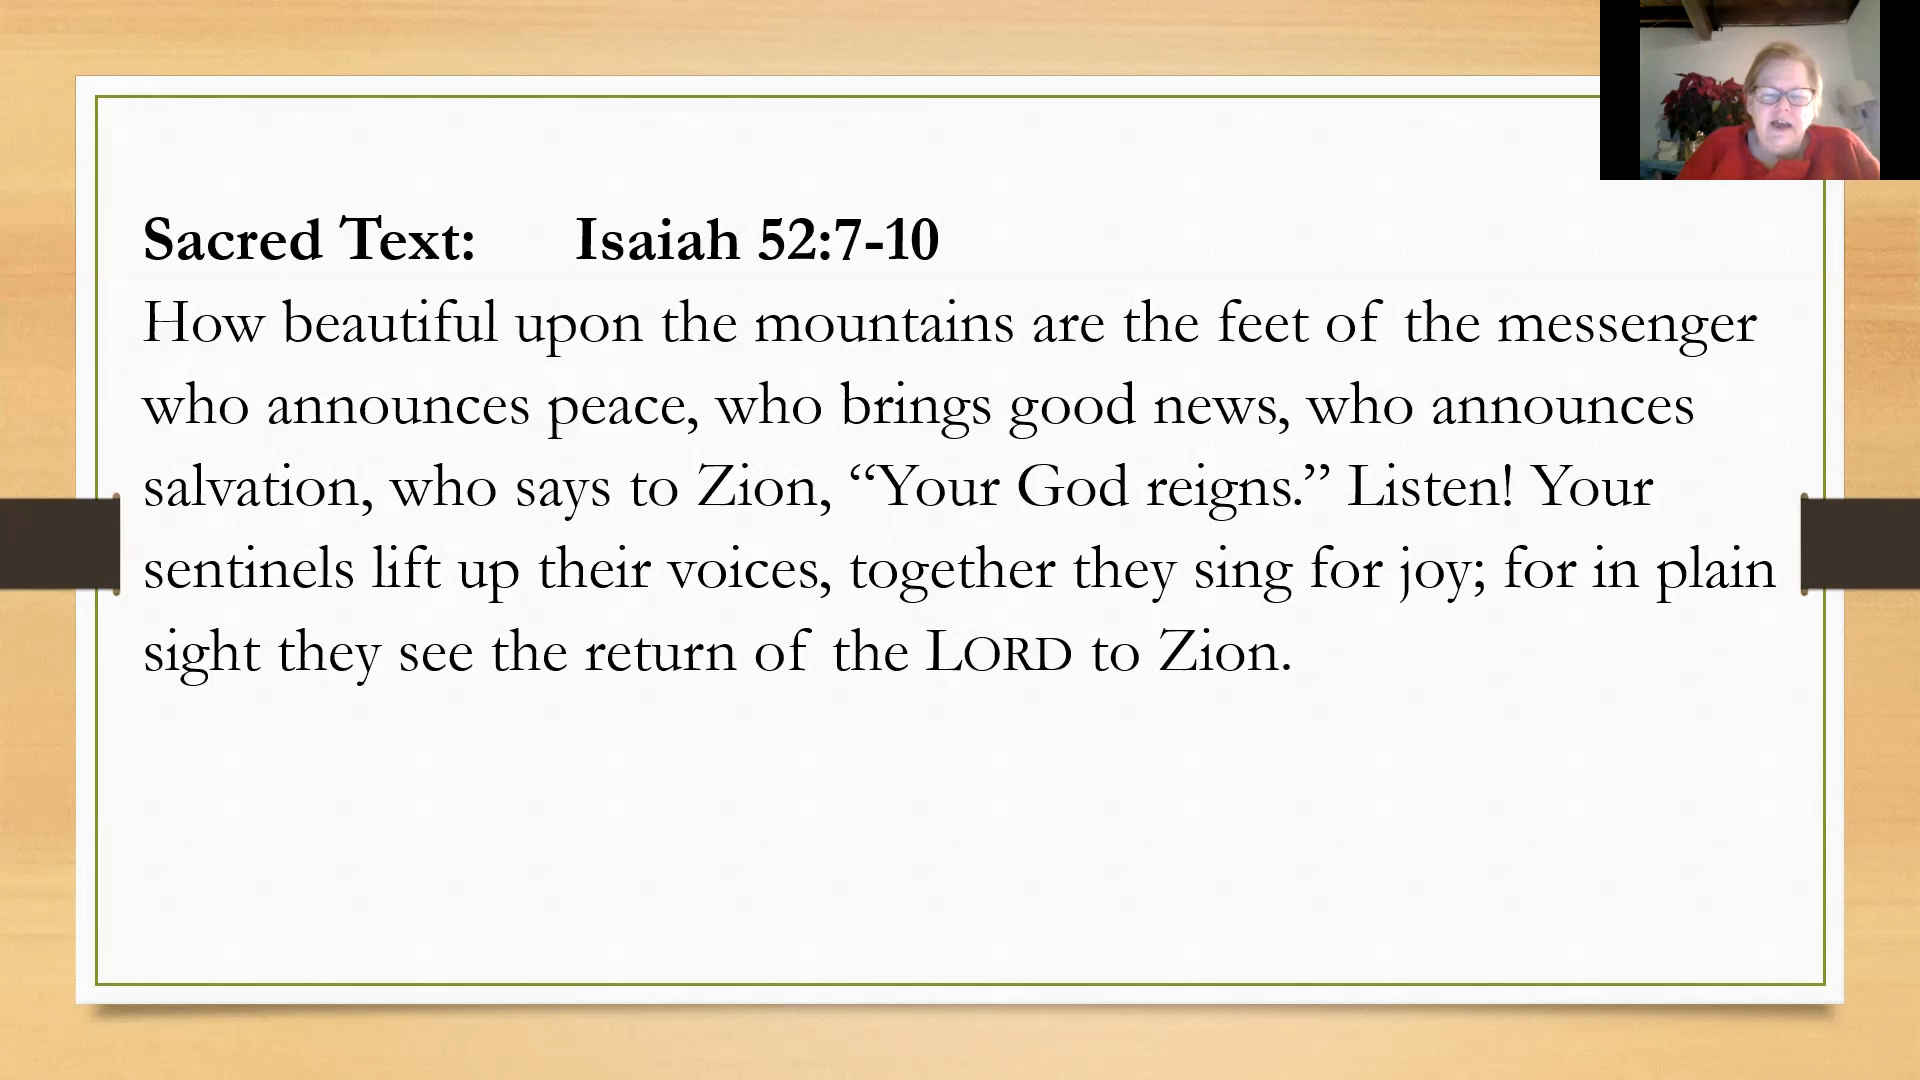 Sacred Text: Isaiah 52:7-10
How beautiful upon the mountains are the feet of the messenger
who announces peace, who brings good news, who announces
salvation, who says to Zion, “Your God reigns.” Listen! Your
sentinels lift up their voices, together they sing for joy; for in plain
sight they see the return of the LORD to Zion.